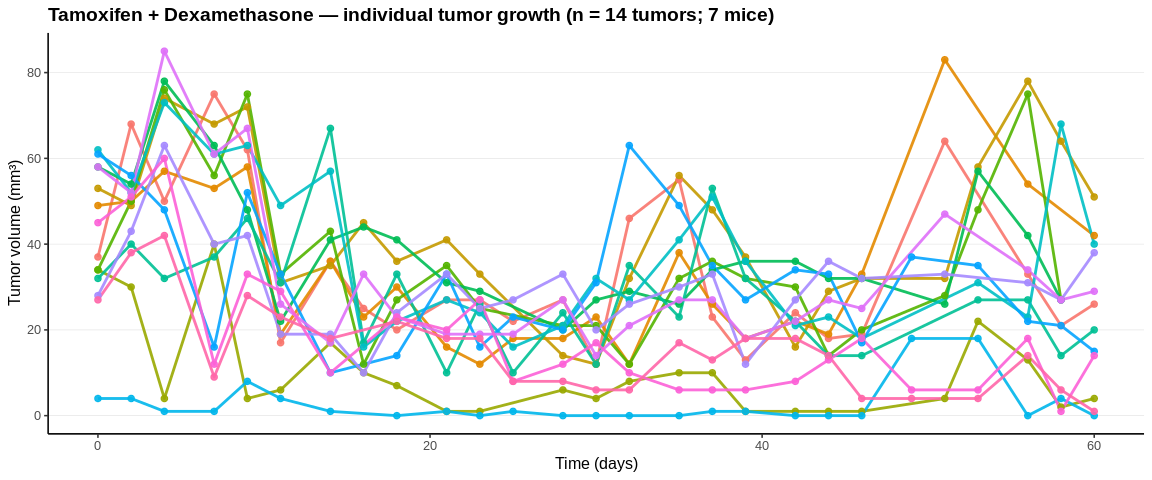 Tamoxifen + Dexamethasone — individual tumor growth (n = 14 tumors; 7 mice)
Tumor volume (mm³)
80
60
40
20
0
0 20 40 60
Time (days)